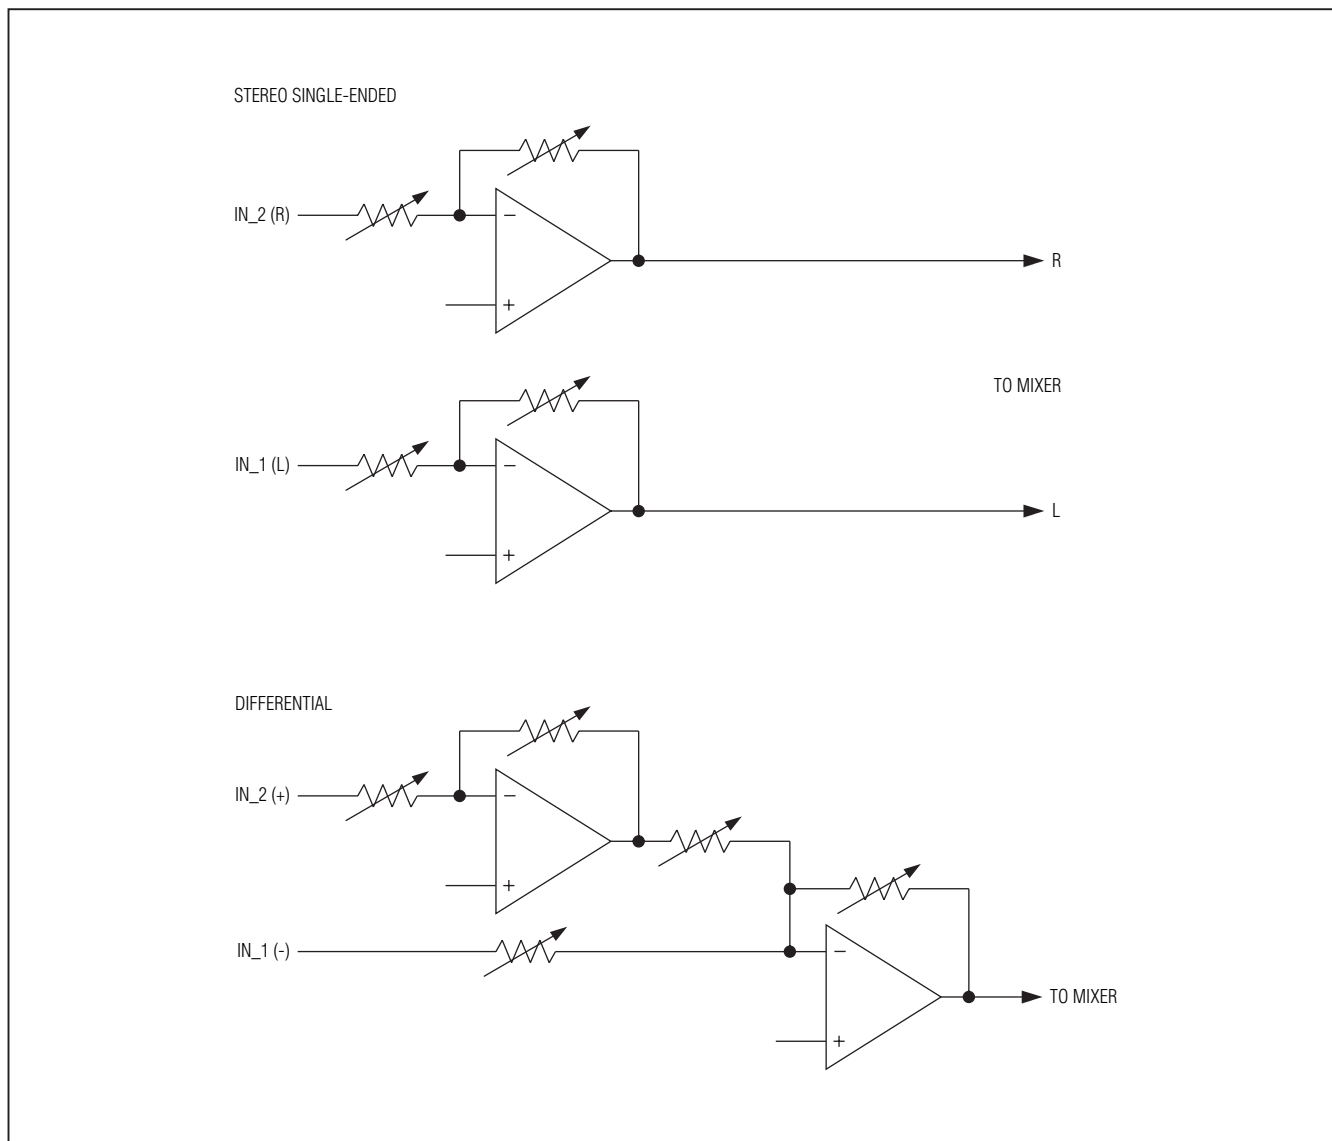 STEREO SINGLE-ENDED
IN_2 (R)
−
+
R
TO MIXER
IN_1 (L)
−
+
L
DIFFERENTIAL
IN_2 (+)
−
+
IN_1 (-)
−
+
TO MIXER